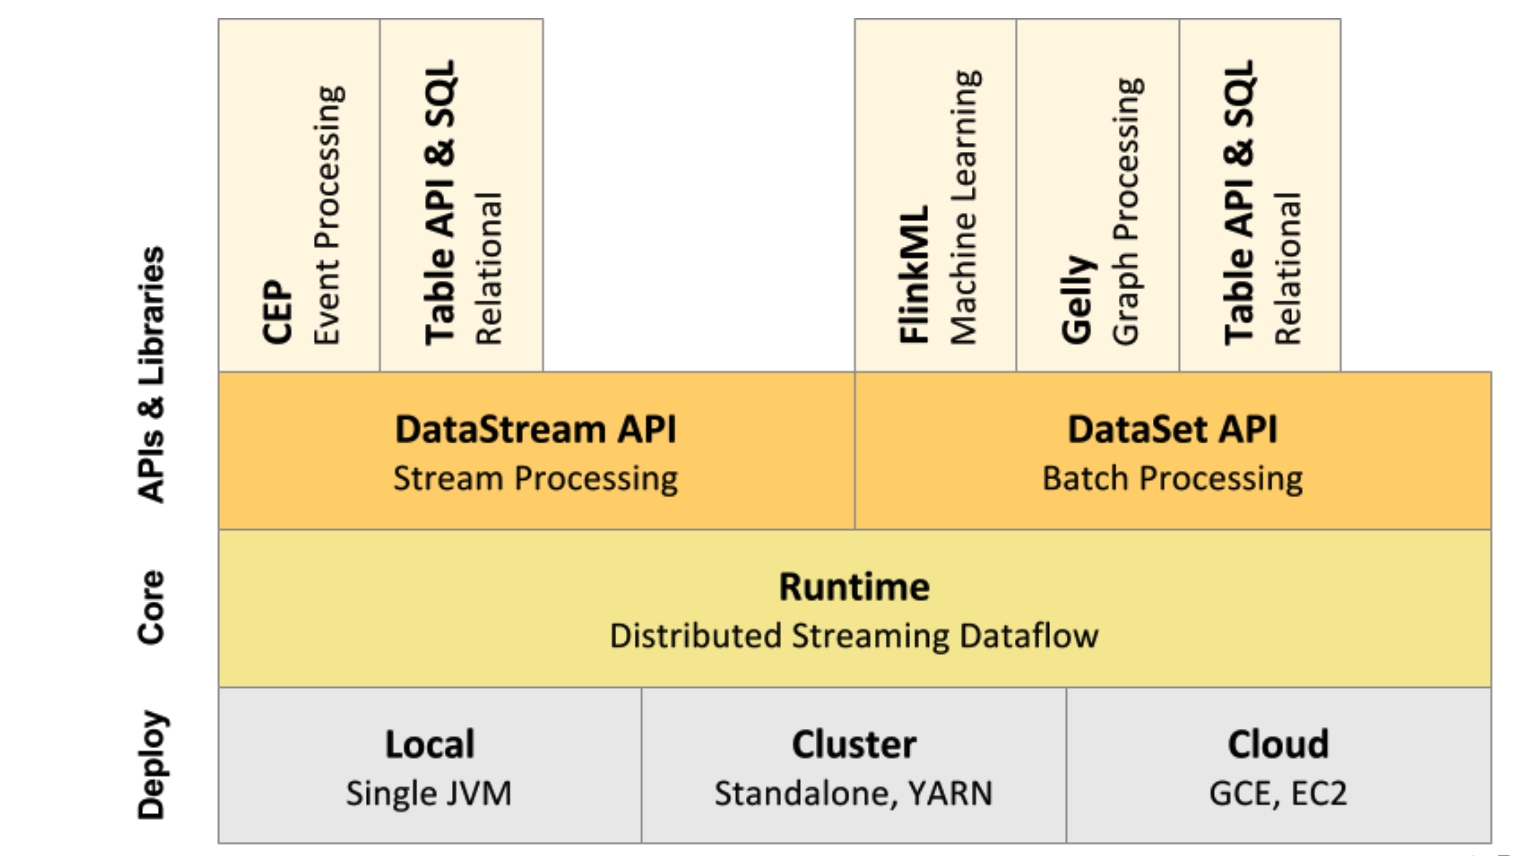 CEP
Event Processing
Table API & SQL
Relational
FlinkML
Machine Learning
Gelly
Graph Processing
Table API & SQL
Relational
APIs & Libraries
DataStream API
Stream Processing
DataSet API
Batch Processing
Core
Runtime
Distributed Streaming Dataflow
Deploy
Local
Single JVM
Cluster
Standalone, YARN
Cloud
GCE, EC2